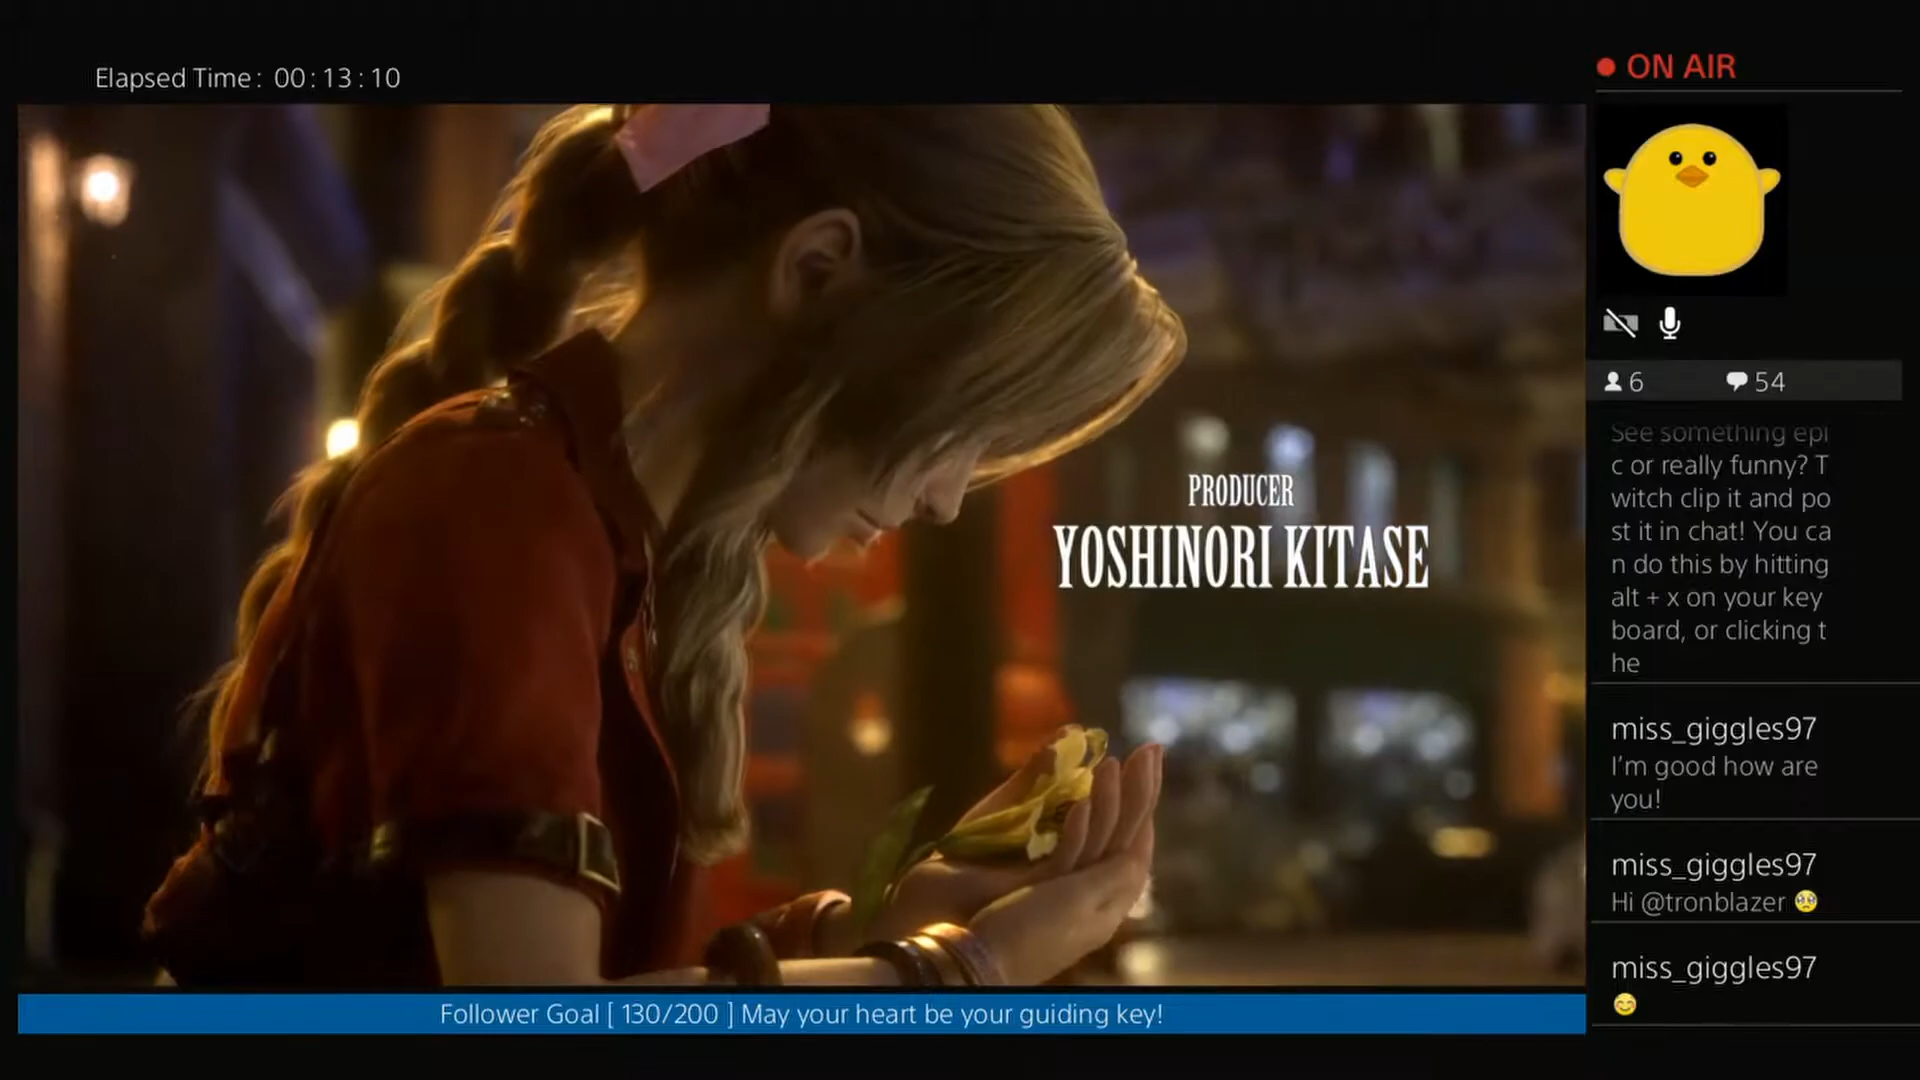 Elapsed Time: 00:13:10
ON AIR
6 54
See something epi
c or really funny? T
witch clip it and po
st it in chat! You ca
n do this by hitting
alt + x on your key
board, or clicking t
he
miss_giggles97
I'm good how are
you!
miss_giggles97
Hi @tronblazer 🥺
miss_giggles97
😊
PRODUCER
YOSHINORI KITASE
Follower Goal [ 130/200 ] May your heart be your guiding key!